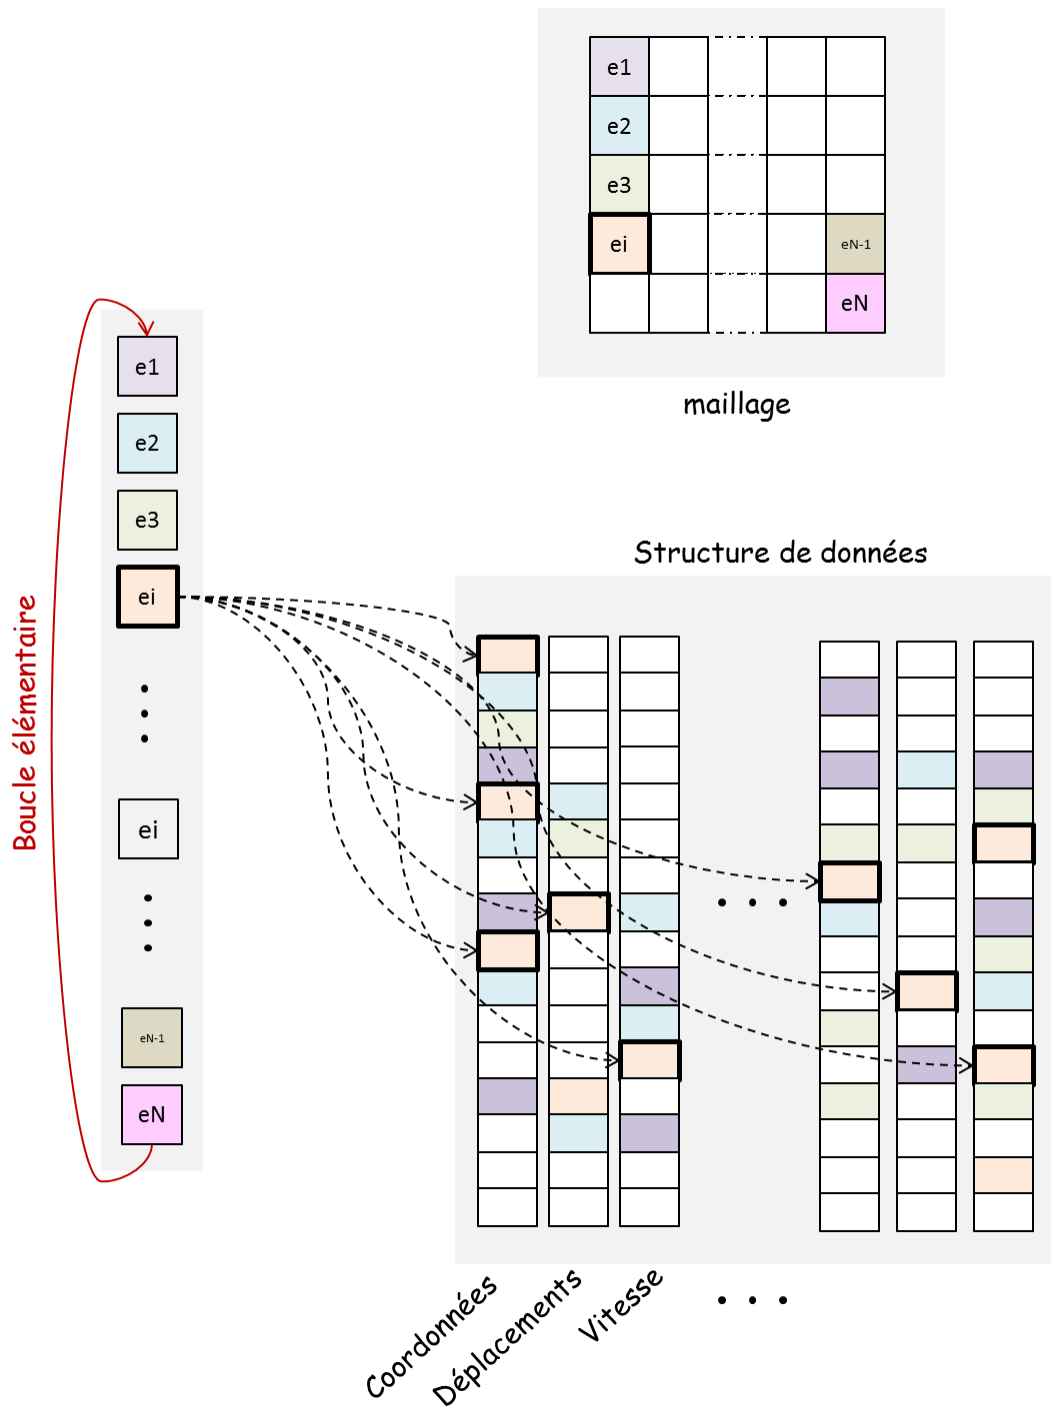 e1
e2
e3
ei
eN-1
eN
maillage
e1
e2
e3
ei
ei
eN-1
eN
Boucle élémentaire
Structure de données
Coordonnées
Déplacements
Vitesse